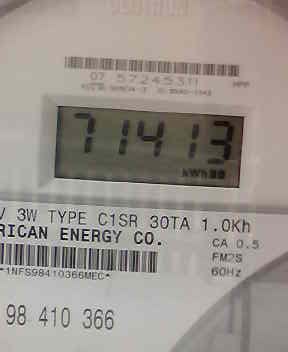 07 57245311
71413
kWh
V 3W TYPE C1SR 30TA 1.0Kh
RICAN ENERGY CO.
CA 0.5
FM2S
60Hz
*1NFS98410366MEC*
98 410 366